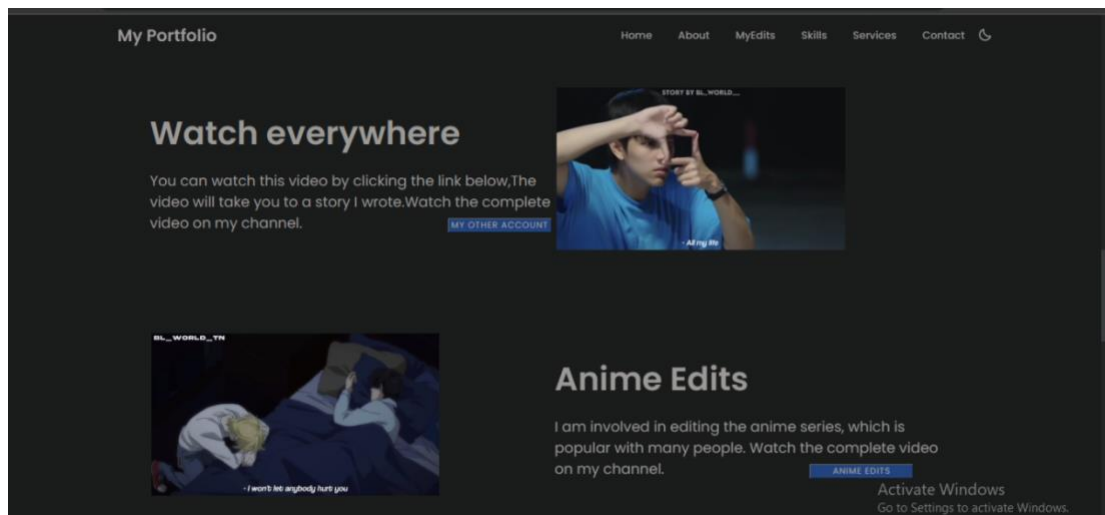 My Portfolio
Home About MyEdits Skills Services Contact
STORY BY BL_WORLD__
Watch everywhere
You can watch this video by clicking the link below,The
video will take you to a story I wrote.Watch the complete
video on my channel.
MY OTHER ACCOUNT
- All my life
BL_WORLD_TN
- I won't let anybody hurt you
Anime Edits
I am involved in editing the anime series, which is
popular with many people. Watch the complete video
on my channel.
ANIME EDITS
Activate Windows
Go to Settings to activate Windows.